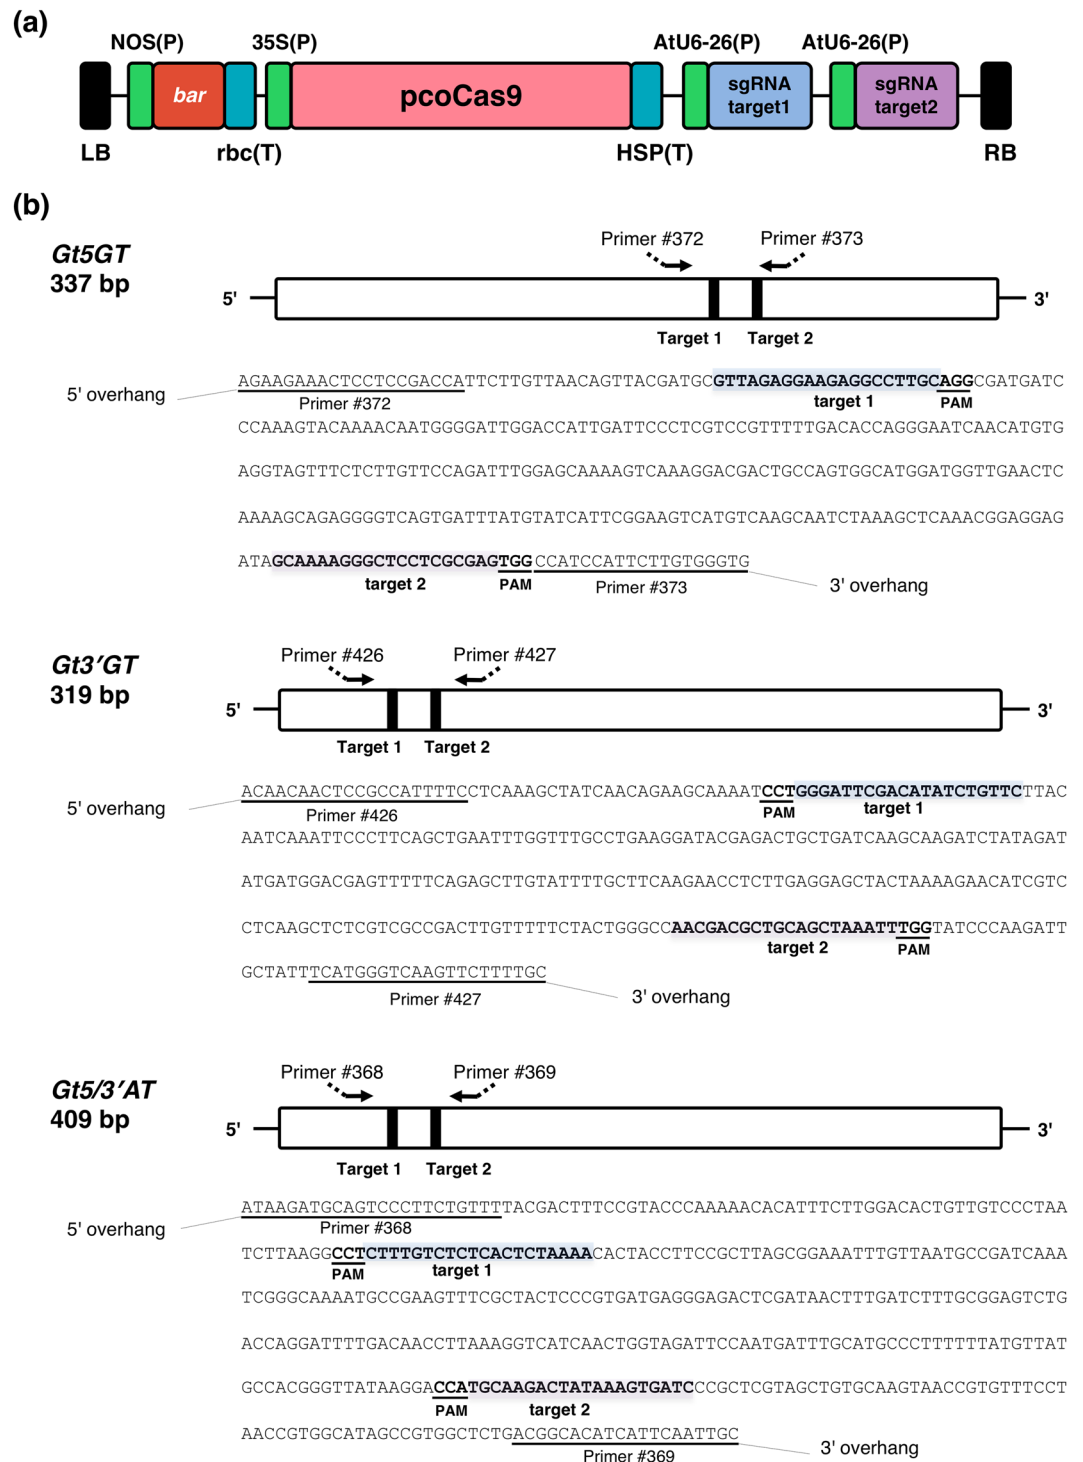 (a)
NOS(P) 35S(P) AtU6-26(P) AtU6-26(P)
bar pcoCas9 sgRNA target1 sgRNA target2
LB rbc(T) HSP(T) RB
(b)
Gt5GT
337 bp
Primer #372 Primer #373
5' 3'
Target 1 Target 2
5' overhang AGAAGAAACTCCTCCGACCATTCTTGTTAACAGTTACGATGCGTTAGAGGAAGAGGCCTTGCAGGCGATGATC
Primer #372 target 1 PAM
CCAAAGTACAAAACAATGGGGATTGGACCATTGATTCCCTCGTCCGTTTTTGACACCAGGGAATCAACATGTG
AGGTAGTTTCTCTTGTTCCAGATTTGGAGCAAAAGTCAAAGGACGACTGCCAGTGGCATGGATGGTTGAACTC
AAAAGCAGAGGGGTCAGTGATTTATGTATCATTCGGAAGTCATGTCAAGCAATCTAAAGCTCAAACGGAGGAG
ATAGCAAAAGGGCTCCTCGCGAGTGGCCATCCATTCTTGTGGGTG
target 2 PAM Primer #373 3' overhang
Gt3'GT
319 bp
Primer #426 Primer #427
5' 3'
Target 1 Target 2
5' overhang ACAACAACTCCGCCATTTTCCTCAAAGCTATCAACAGAAGCAAAATCCTGGGATTCGACATATCTGTTCTTAC
Primer #426 PAM target 1
AATCAAATTCCCTTCAGCTGAATTTGGTTTGCCTGAAGGATACGAGACTGCTGATCAAGCAAGATCTATAGAT
ATGATGGACGAGTTTTTCAGAGCTTGTATTTTGCTTCAAGAACCTCTTGAGGAGCTACTAAAAGAACATCGTC
CTCAAGCTCTCGTCGCCGACTTGTTTTTCTACTGGGCCAACGACGCTGCAGCTAAATTTGGTATCCCAAGATT
target 2 PAM
GCTATTTCATGGGTCAAGTTCTTTTGC
Primer #427 3' overhang
Gt5/3'AT
409 bp
Primer #368 Primer #369
5' 3'
Target 1 Target 2
5' overhang ATAAGATGCAGTCCCTTCTGTTTTACGACTTTCCGTACCCAAAAACACATTTCTTGGACACTGTTGTCCCTAA
Primer #368
TCTTAAGGCCTCTTTGTCTCTCACTCTAAAACACTACCTTCCGCTTAGCGGAAATTTGTTAATGCCGATCAAA
PAM target 1
TCGGGCAAAATGCCGAAGTTTCGCTACTCCCGTGATGAGGGAGACTCGATAACTTTGATCTTTGCGGAGTCTG
ACCAGGATTTTGACAACCTTAAAGGTCATCAACTGGTAGATTCCAATGATTTGCATGCCCTTTTTTATGTTAT
GCCACGGGTTATAAGGACCATGCAAGACTATAAAGTGATCCCGCTCGTAGCTGTGCAAGTAACCGTGTTTCCT
PAM target 2
AACCGTGGCATAGCCGTGGCTCTGACGGCACATCATTCAATTGC
Primer #369 3' overhang